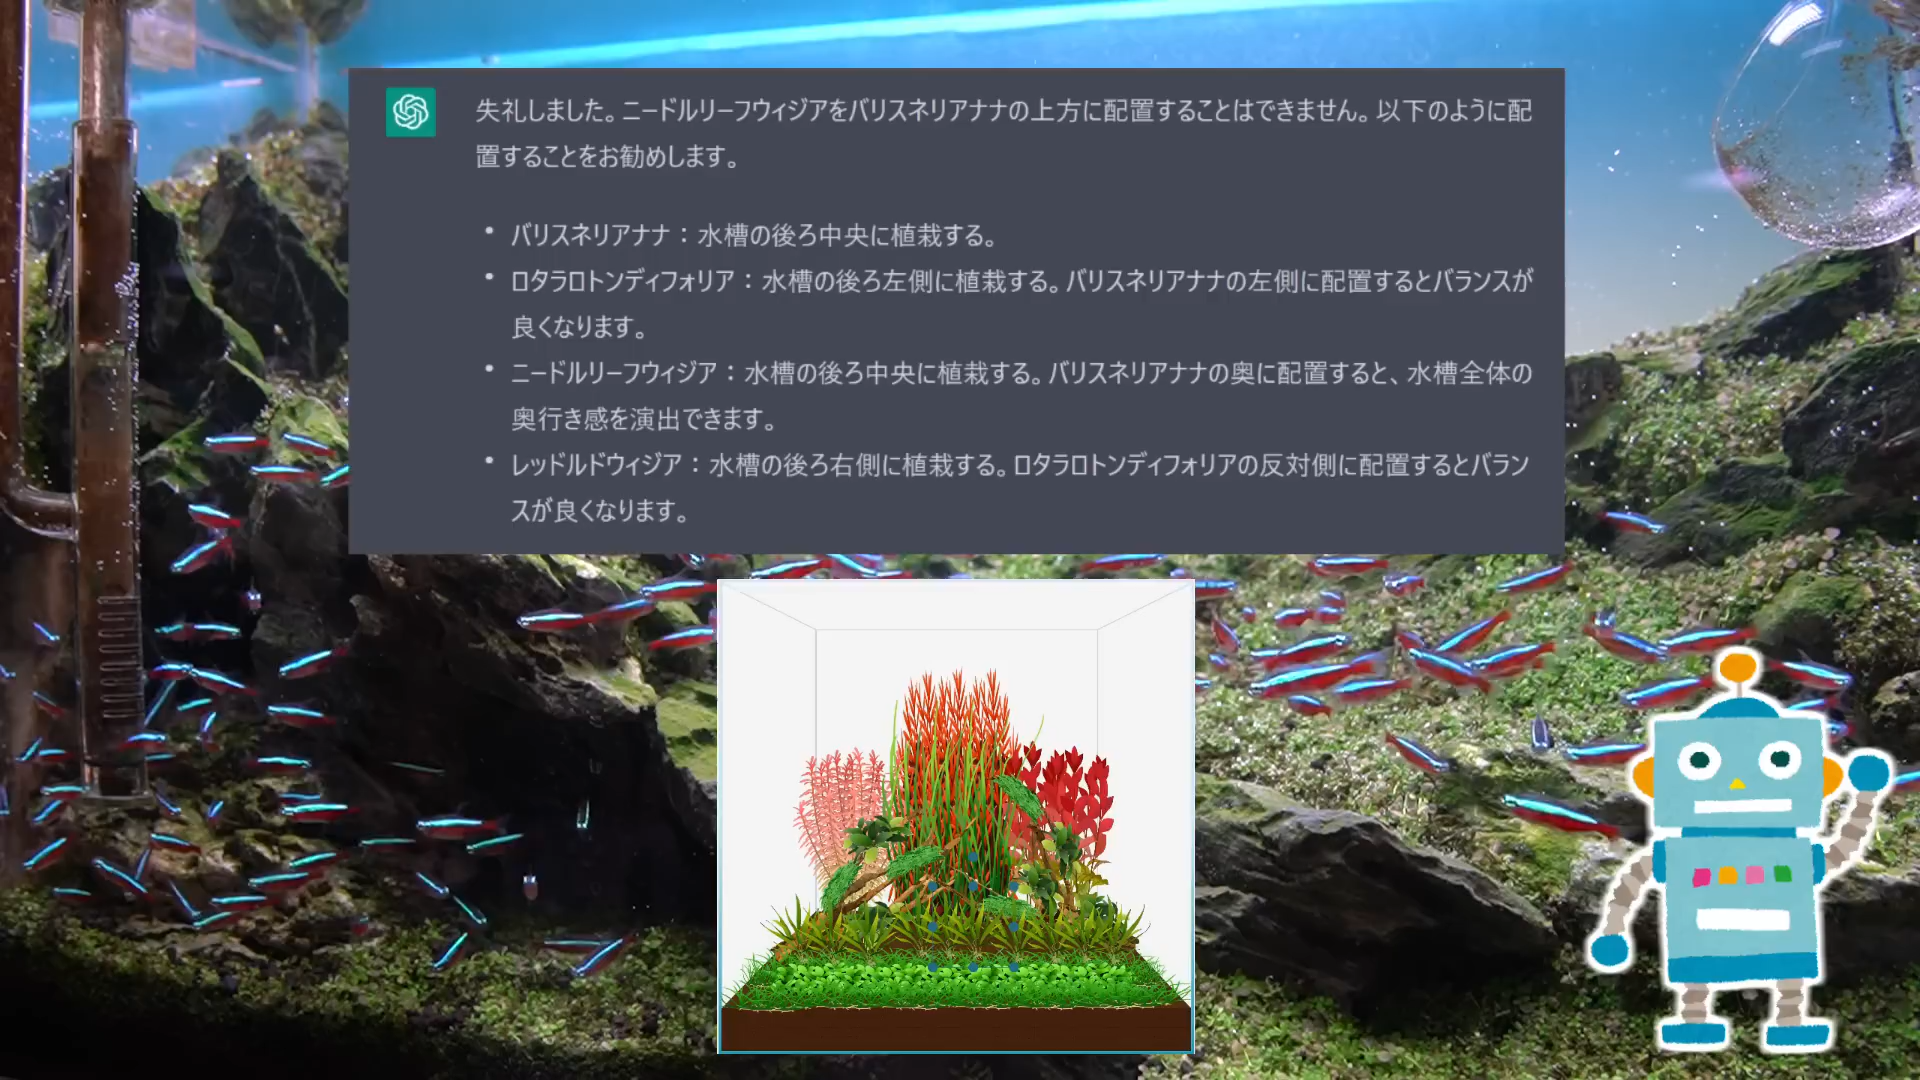 失礼しました。ニードルリーフウィジアをバリスネリアナナの上方に配置することはできません。以下のように配
置することをお勧めします。
• バリスネリアナナ：水槽の後ろ中央に植栽する。
• ロタラロトンディフォリア：水槽の後ろ左側に植栽する。バリスネリアナナの左側に配置するとバランスが
良くなります。
• ニードルリーフウィジア：水槽の後ろ中央に植栽する。バリスネリアナナの奥に配置すると、水槽全体の
奥行き感を演出できます。
• レッドルドウィジア：水槽の後ろ右側に植栽する。ロタラロトンディフォリアの反対側に配置するとバラン
スが良くなります。